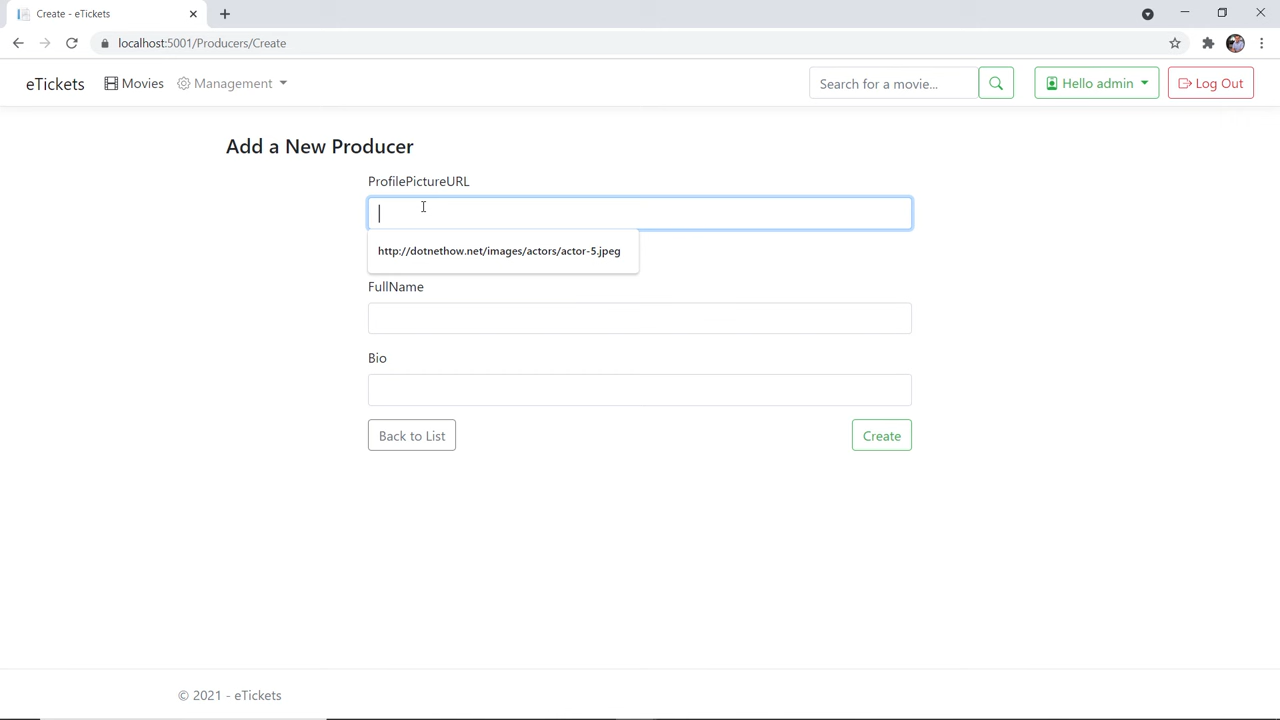 Create - eTickets
localhost:5001/Producers/Create
eTickets Movies Management Search for a movie... Hello admin Log Out
Add a New Producer
ProfilePictureURL
http://dotnethow.net/images/actors/actor-5.jpeg
FullName
Bio
Back to List Create
© 2021 - eTickets